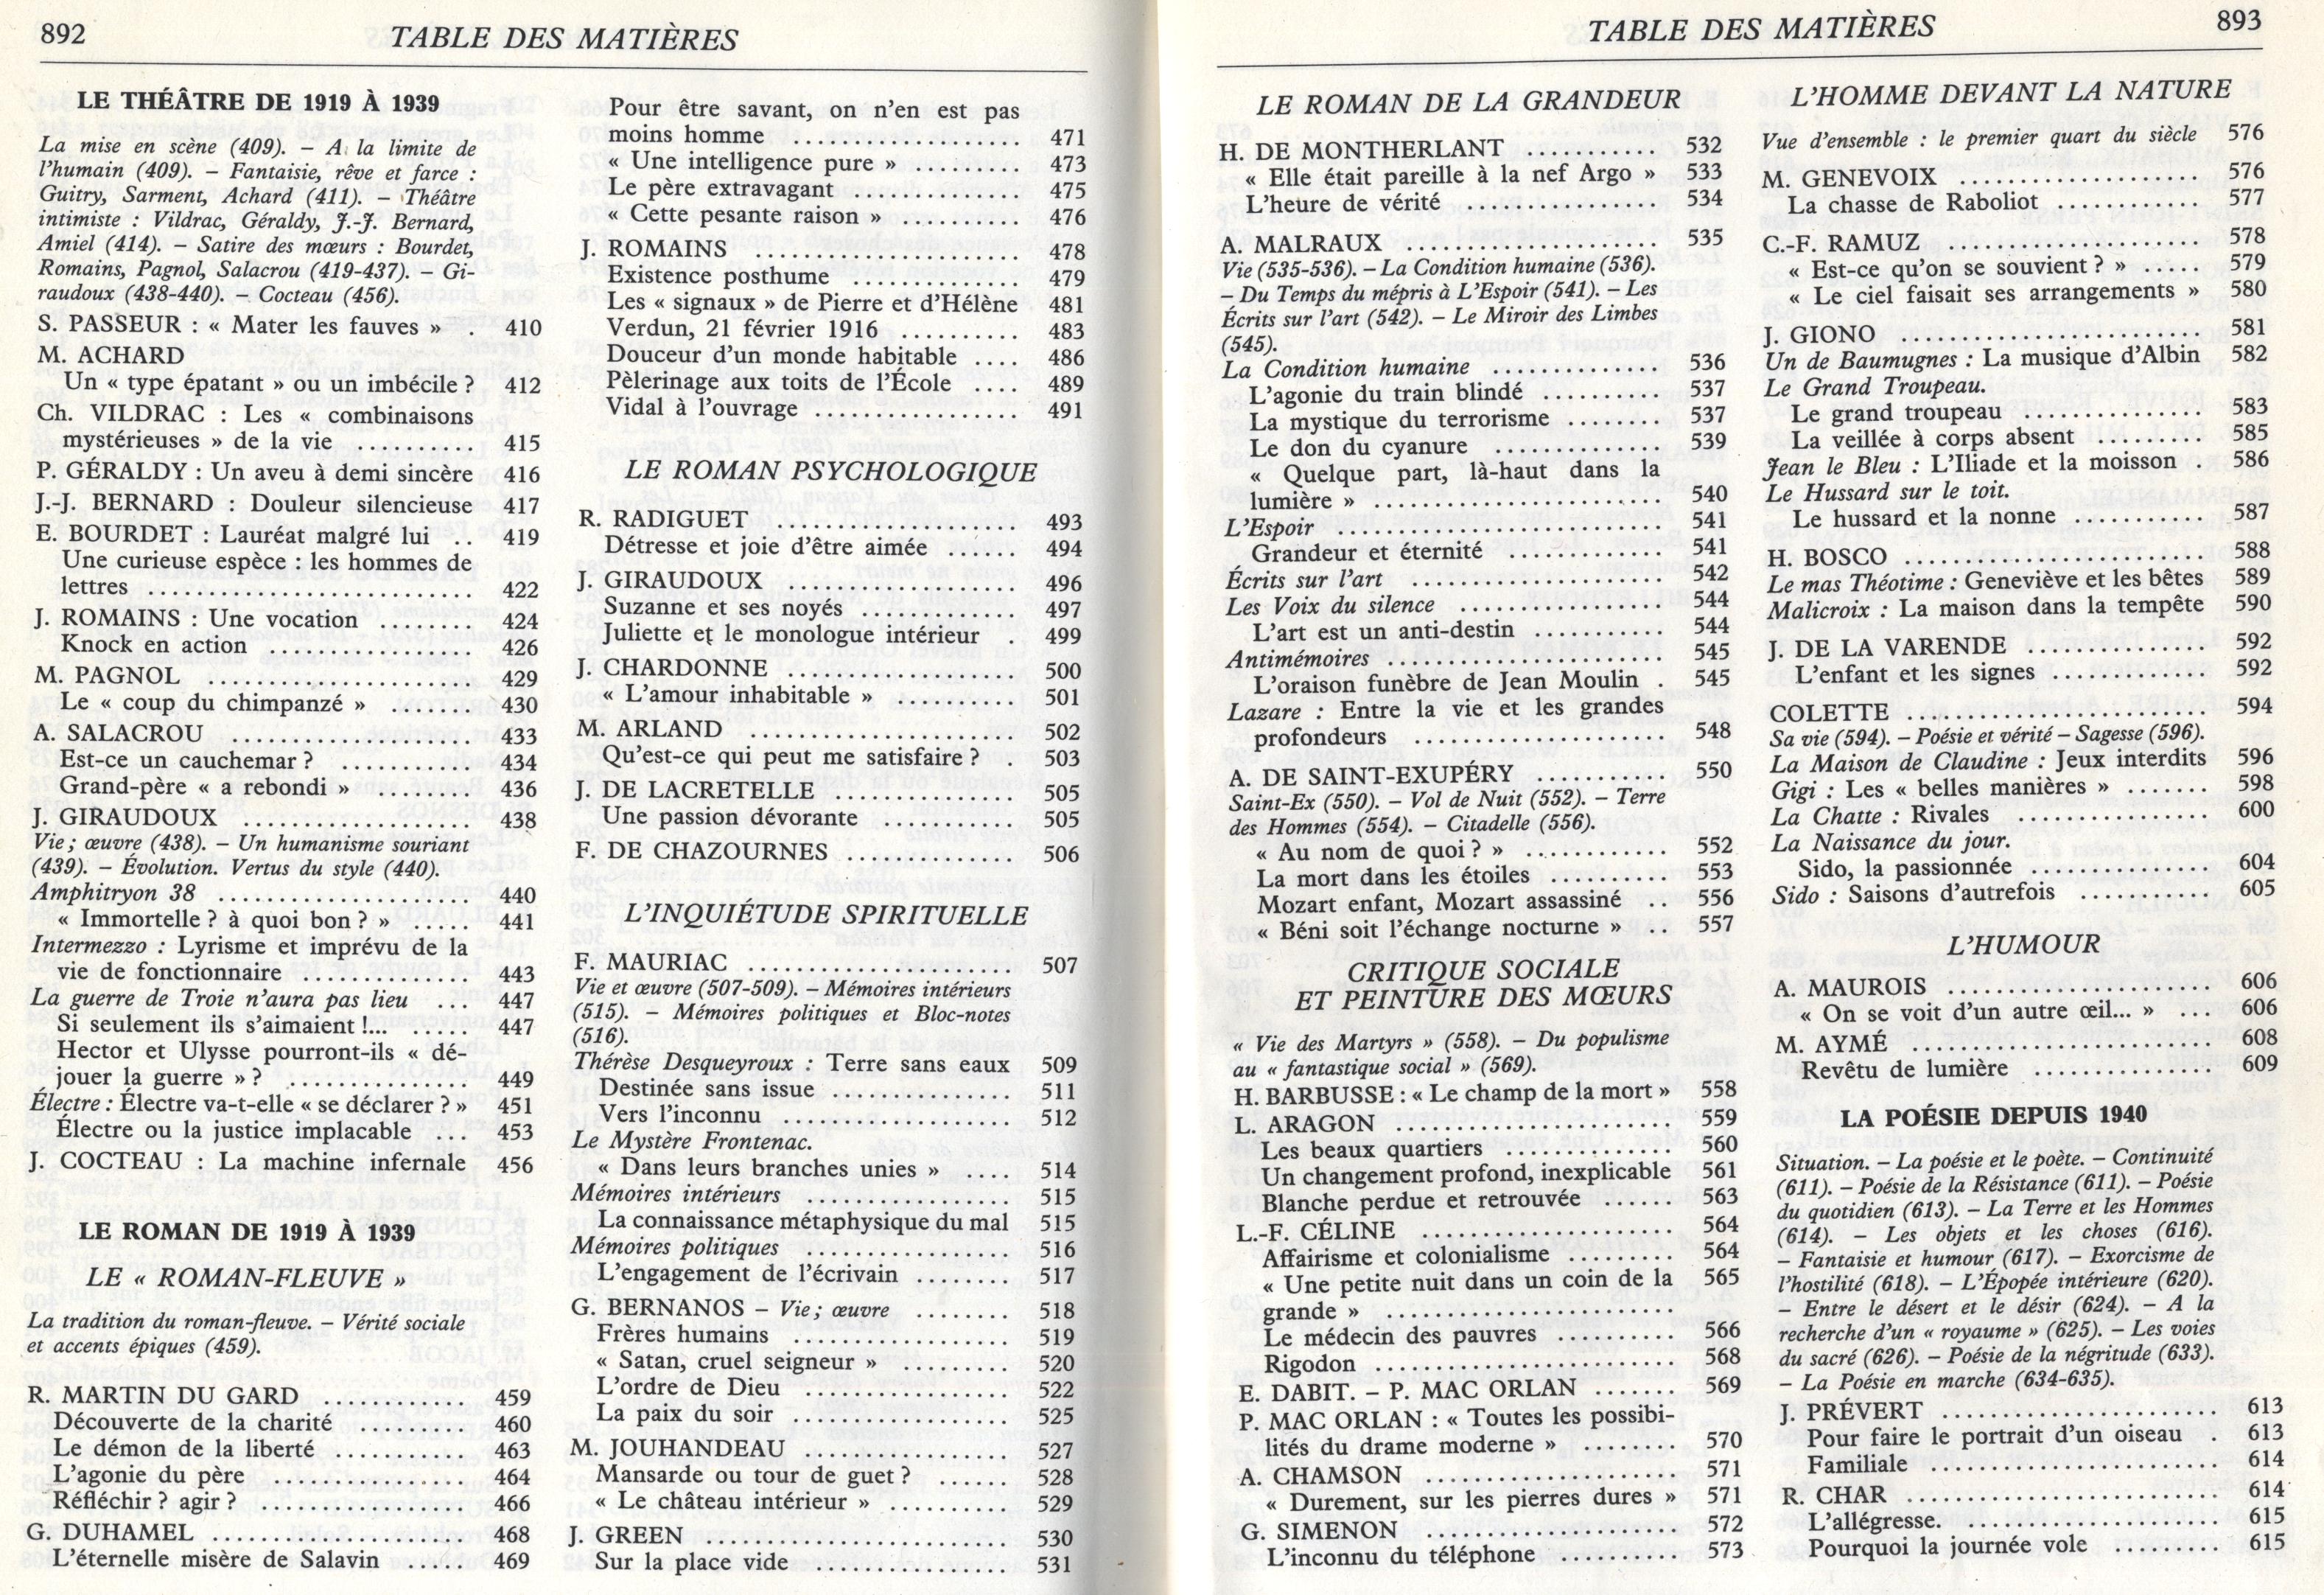 892
TABLE DES MATIÈRES
LE THÉÂTRE DE 1919 À 1939
La mise en scène (409). – A la limite de
l'humain (409). – Fantaisie, rêve et farce :
Guitry, Sarment, Achard (411). – Théâtre
intimiste : Vildrac, Géraldy, J.-J. Bernard,
Amiel (414). – Satire des mœurs : Bourdet,
Romains, Pagnol, Salacrou (419-437). – Gi-
raudoux (438-440). – Cocteau (456).
S. PASSEUR : « Mater les fauves » . 410
M. ACHARD
Un « type épatant » ou un imbécile ? 412
Ch. VILDRAC : Les « combinaisons
mystérieuses » de la vie ........... 415
P. GÉRALDY : Un aveu à demi sincère 416
J.-J. BERNARD : Douleur silencieuse 417
E. BOURDET : Lauréat malgré lui .. 419
Une curieuse espèce : les hommes de
lettres ............................. 422
J. ROMAINS : Une vocation ........ 424
Knock en action ................. 426
M. PAGNOL ...................... 429
Le « coup du chimpanzé » ....... 430
A. SALACROU .................... 433
Est-ce un cauchemar ? ........... 434
Grand-père « a rebondi » ........ 436
J. GIRAUDOUX ................... 438
Vie ; œuvre (438). – Un humanisme souriant
(439). – Évolution. Vertus du style (440).
Amphitryon 38 ..................... 440
« Immortelle ? à quoi bon ? » ..... 441
Intermezzo : Lyrisme et imprévu de la
vie de fonctionnaire .............. 443
La guerre de Troie n'aura pas lieu ... 447
Si seulement ils s'aimaient !... ...... 447
Hector et Ulysse pourront-ils « dé-
jouer la guerre » ? ............... 449
Électre : Électre va-t-elle « se déclarer ? » 451
Électre ou la justice implacable ... 453
J. COCTEAU : La machine infernale 456
LE ROMAN DE 1919 À 1939
LE « ROMAN-FLEUVE »
La tradition du roman-fleuve. – Vérité sociale
et accents épiques (459).
R. MARTIN DU GARD ............ 459
Découverte de la charité ......... 460
Le démon de la liberté ............ 463
L'agonie du père ................ 464
Réfléchir ? agir ? ................. 466
G. DUHAMEL ..................... 468
L'éternelle misère de Salavin ..... 469
Pour être savant, on n'en est pas
moins homme ................... 471
« Une intelligence pure » ......... 473
Le père extravagant ............. 475
« Cette pesante raison » .......... 476
J. ROMAINS ...................... 478
Existence posthume .............. 479
Les « signaux » de Pierre et d'Hélène 481
Verdun, 21 février 1916 .......... 483
Douceur d'un monde habitable .... 486
Pèlerinage aux toits de l'École ..... 489
Vidal à l'ouvrage ................. 491
LE ROMAN PSYCHOLOGIQUE
R. RADIGUET .................... 493
Détresse et joie d'être aimée ...... 494
J. GIRAUDOUX ................... 496
Suzanne et ses noyés ............. 497
Juliette et le monologue intérieur . 499
J. CHARDONNE .................. 500
« L'amour inhabitable » .......... 501
M. ARLAND ...................... 502
Qu'est-ce qui peut me satisfaire ? . 503
J. DE LACRETELLE .............. 505
Une passion dévorante ........... 505
F. DE CHAZOURNES ............. 506
L'INQUIÉTUDE SPIRITUELLE
F. MAURIAC ..................... 507
Vie et œuvre (507-509). – Mémoires intérieurs
(515). – Mémoires politiques et Bloc-notes
(516).
Thérèse Desqueyroux : Terre sans eaux 509
Destinée sans issue .............. 511
Vers l'inconnu ................... 512
Le Mystère Frontenac.
« Dans leurs branches unies » .... 514
Mémoires intérieurs ................ 515
La connaissance métaphysique du mal 515
Mémoires politiques ................ 516
L'engagement de l'écrivain ........ 517
G. BERNANOS – Vie ; œuvre ........ 518
Frères humains .................. 519
« Satan, cruel seigneur » .......... 520
L'ordre de Dieu ................. 522
La paix du soir .................. 525
M. JOUHANDEAU ................. 527
Mansarde ou tour de guet ? ...... 528
« Le château intérieur » ........... 529
J. GREEN ........................ 530
Sur la place vide ................ 531
TABLE DES MATIÈRES
893
LE ROMAN DE LA GRANDEUR
H. DE MONTHERLANT ........... 532
« Elle était pareille à la nef Argo » 533
L'heure de vérité ................ 534
A. MALRAUX ..................... 535
Vie (535-536). – La Condition humaine (536).
– Du Temps du mépris à L'Espoir (541). – Les
Écrits sur l'art (542). – Le Miroir des Limbes
(545).
La Condition humaine .............. 536
L'agonie du train blindé .......... 537
La mystique du terrorisme ........ 537
Le don du cyanure .............. 539
« Quelque part, là-haut dans la
lumière » ....................... 540
L'Espoir .......................... 541
Grandeur et éternité ............. 541
Écrits sur l'art ..................... 542
Les Voix du silence ................ 544
L'art est un anti-destin ........... 544
Antimémoires ...................... 545
L'oraison funèbre de Jean Moulin . 545
Lazare : Entre la vie et les grandes
profondeurs .................... 548
A. DE SAINT-EXUPÉRY ........... 550
Saint-Ex (550). – Vol de Nuit (552). – Terre
des Hommes (554). – Citadelle (556).
« Au nom de quoi ? » ............ 552
La mort dans les étoiles .......... 553
Mozart enfant, Mozart assassiné .. 556
« Béni soit l'échange nocturne » .. 557
CRITIQUE SOCIALE
ET PEINTURE DES MŒURS
« Vie des Martyrs » (558). – Du populisme
au « fantastique social » (569).
H. BARBUSSE : « Le champ de la mort » 558
L. ARAGON ....................... 559
Les beaux quartiers .............. 560
Un changement profond, inexplicable 561
Blanche perdue et retrouvée ...... 563
L.-F. CÉLINE ..................... 564
Affairisme et colonialisme ......... 564
« Une petite nuit dans un coin de la 565
grande » .......................
Le médecin des pauvres .......... 566
Rigodon ......................... 568
E. DABIT. – P. MAC ORLAN ....... 569
P. MAC ORLAN : « Toutes les possibi-
lités du drame moderne » ........ 570
A. CHAMSON ..................... 571
« Durement, sur les pierres dures » 571
G. SIMENON ..................... 572
L'inconnu du téléphone .......... 573
L'HOMME DEVANT LA NATURE
Vue d'ensemble : le premier quart du siècle 576
M. GENEVOIX .................... 576
La chasse de Raboliot ............ 577
C.-F. RAMUZ ..................... 578
« Est-ce qu'on se souvient ? » ..... 579
« Le ciel faisait ses arrangements » 580
J. GIONO ......................... 581
Un de Baumugnes : La musique d'Albin 582
Le Grand Troupeau.
Le grand troupeau ............... 583
La veillée à corps absent ......... 585
Jean le Bleu : L'Iliade et la moisson . 586
Le Hussard sur le toit.
Le hussard et la nonne ........... 587
H. BOSCO ........................ 588
Le mas Théotime : Geneviève et les bêtes 589
Malicroix : La maison dans la tempête 590
J. DE LA VARENDE .............. 592
L'enfant et les signes ............. 592
COLETTE ........................ 594
Sa vie (594). – Poésie et vérité – Sagesse (596).
La Maison de Claudine : Jeux interdits 596
Gigi : Les « belles manières » ....... 598
La Chatte : Rivales ................ 600
La Naissance du jour.
Sido, la passionnée ............... 604
Sido : Saisons d'autrefois ........... 605
L'HUMOUR
A. MAUROIS ..................... 606
« On se voit d'un autre œil... » ... 606
M. AYMÉ ........................ 608
Revêtu de lumière ............... 609
LA POÉSIE DEPUIS 1940
Situation. – La poésie et le poète. – Continuité
(611). – Poésie de la Résistance (611). – Poésie
du quotidien (613). – La Terre et les Hommes
(614). – Les objets et les choses (616).
– Fantaisie et humour (617). – Exorcisme de
l'hostilité (618). – L'Épopée intérieure (620).
– Entre le désert et le désir (624). – A la
recherche d'un « royaume » (625). – Les voies
du sacré (626). – Poésie de la négritude (633).
– La Poésie en marche (634-635).
J. PRÉVERT ...................... 613
Pour faire le portrait d'un oiseau . 613
Familiale ........................ 614
R. CHAR ......................... 614
L'allégresse. ..................... 615
Pourquoi la journée vole ......... 615